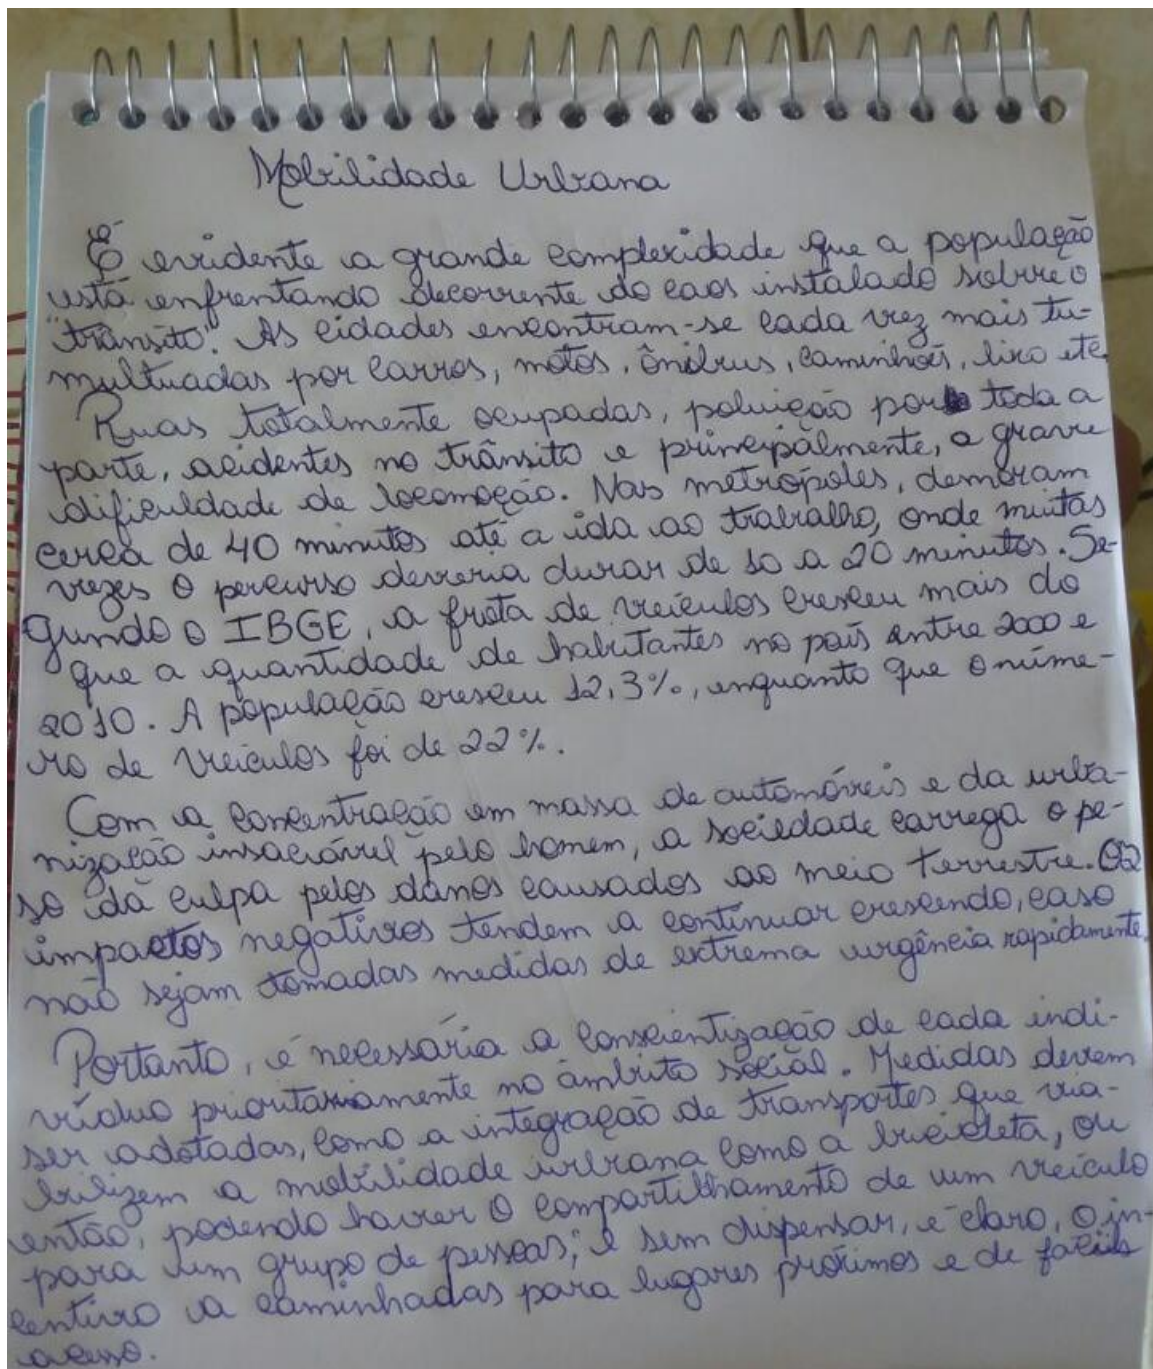 Mobilidade Urbana
É evidente a grande complexidade que a população
está enfrentando decorrente do caos instalado sobre o
"trânsito". As cidades encontram-se cada vez mais tu-
multuadas por carros, motos, ônibus, caminhões, lixo etc.
Ruas totalmente ocupadas, poluição por toda a
parte, acidentes no trânsito e principalmente, a grave
dificuldade de locomoção. Nas metrópoles, demoram
cerca de 40 minutos até a ida ao trabalho, onde muitas
vezes o percurso deveria durar de 10 a 20 minutos. Se-
gundo o IBGE, a frota de veículos cresceu mais do
que a quantidade de habitantes no país entre 2000 e
2010. A população cresceu 12,3%, enquanto que o núme-
ro de veículos foi de 22%.
Com a concentração em massa de automóveis e da urba-
nização insaciável pelo homem, a sociedade carrega o pe-
so da culpa pelos danos causados ao meio terrestre. Os
impactos negativos tendem a continuar crescendo, caso
não sejam tomadas medidas de extrema urgência rapidamente.
Portanto, é necessária a conscientização de cada indi-
víduo prioritariamente no âmbito social. Medidas devem
ser adotadas, como a integração de transportes que via-
bilizem a mobilidade urbana como a bicicleta, ou
então, podendo haver o compartilhamento de um veículo
para um grupo de pessoas; e sem dispensar, é claro, o in-
centivo a caminhadas para lugares próximos e de fáceis
acesso.